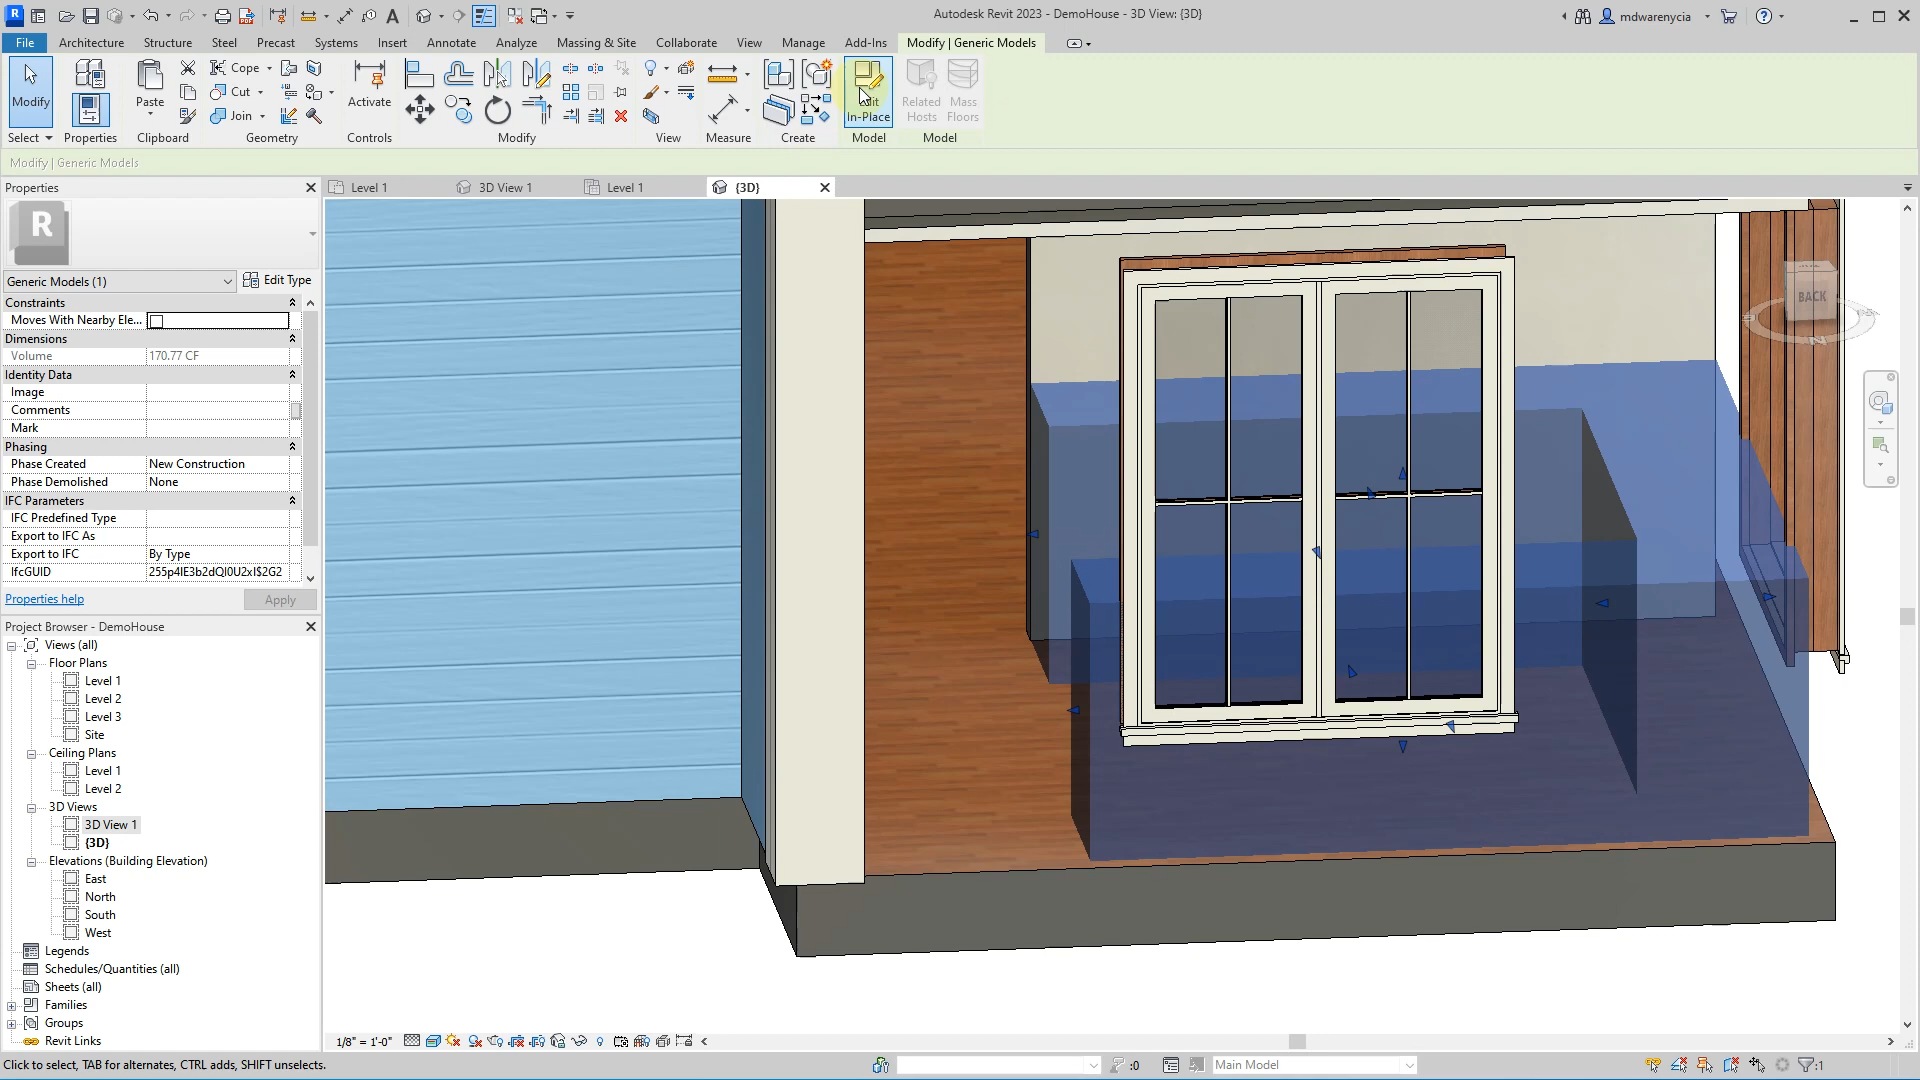 Autodesk Revit 2023 - DemoHouse - 3D View: {3D}
mdwarenycia
File
Architecture
Structure
Steel
Precast
Systems
Insert
Annotate
Analyze
Massing & Site
Collaborate
View
Manage
Add-Ins
Modify | Generic Models
Modify
Paste
Cope
Cut
Join
Activate
In-Place
Related
Hosts
Mass
Floors
Select
Properties
Clipboard
Geometry
Controls
Modify
View
Measure
Create
Model
Model
Modify | Generic Models
Properties
Level 1
3D View 1
Level 1
{3D}
R
BACK
N
Generic Models (1)
Edit Type
Constraints
Moves With Nearby Ele...
Dimensions
Volume 170.77 CF
Identity Data
Image
Comments
Mark
Phasing
Phase Created New Construction
Phase Demolished None
IFC Parameters
IFC Predefined Type
Export to IFC As
Export to IFC By Type
IfcGUID 255p4IE3b2dQI0U2xI$2G2
Properties help
Apply
Project Browser - DemoHouse
Views (all)
Floor Plans
Level 1
Level 2
Level 3
Site
Ceiling Plans
Level 1
Level 2
3D Views
3D View 1
{3D}
Elevations (Building Elevation)
East
North
South
West
Legends
Schedules/Quantities (all)
Sheets (all)
Families
Groups
Revit Links
1/8" = 1'-0"
Click to select, TAB for alternates, CTRL adds, SHIFT unselects.
:0
Main Model
:1